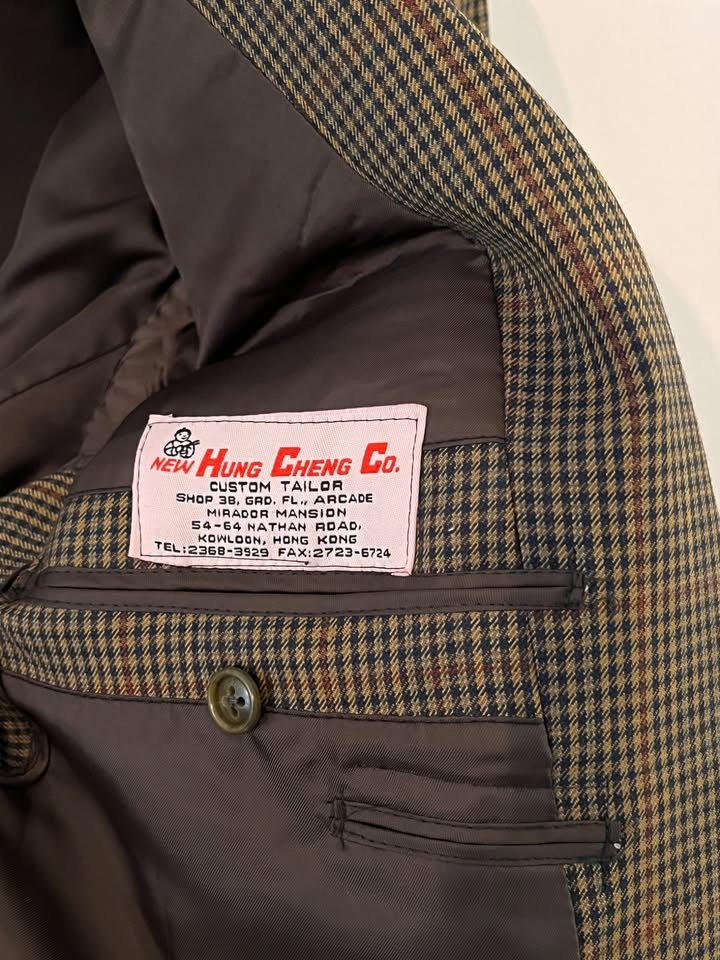 NEW HUNG CHENG CO.
CUSTOM TAILOR
SHOP 38, GRD. FL., ARCADE
MIRADOR MANSION
54-64 NATHAN ROAD,
KOWLOON, HONG KONG
TEL:2368-3929 FAX:2723-6724